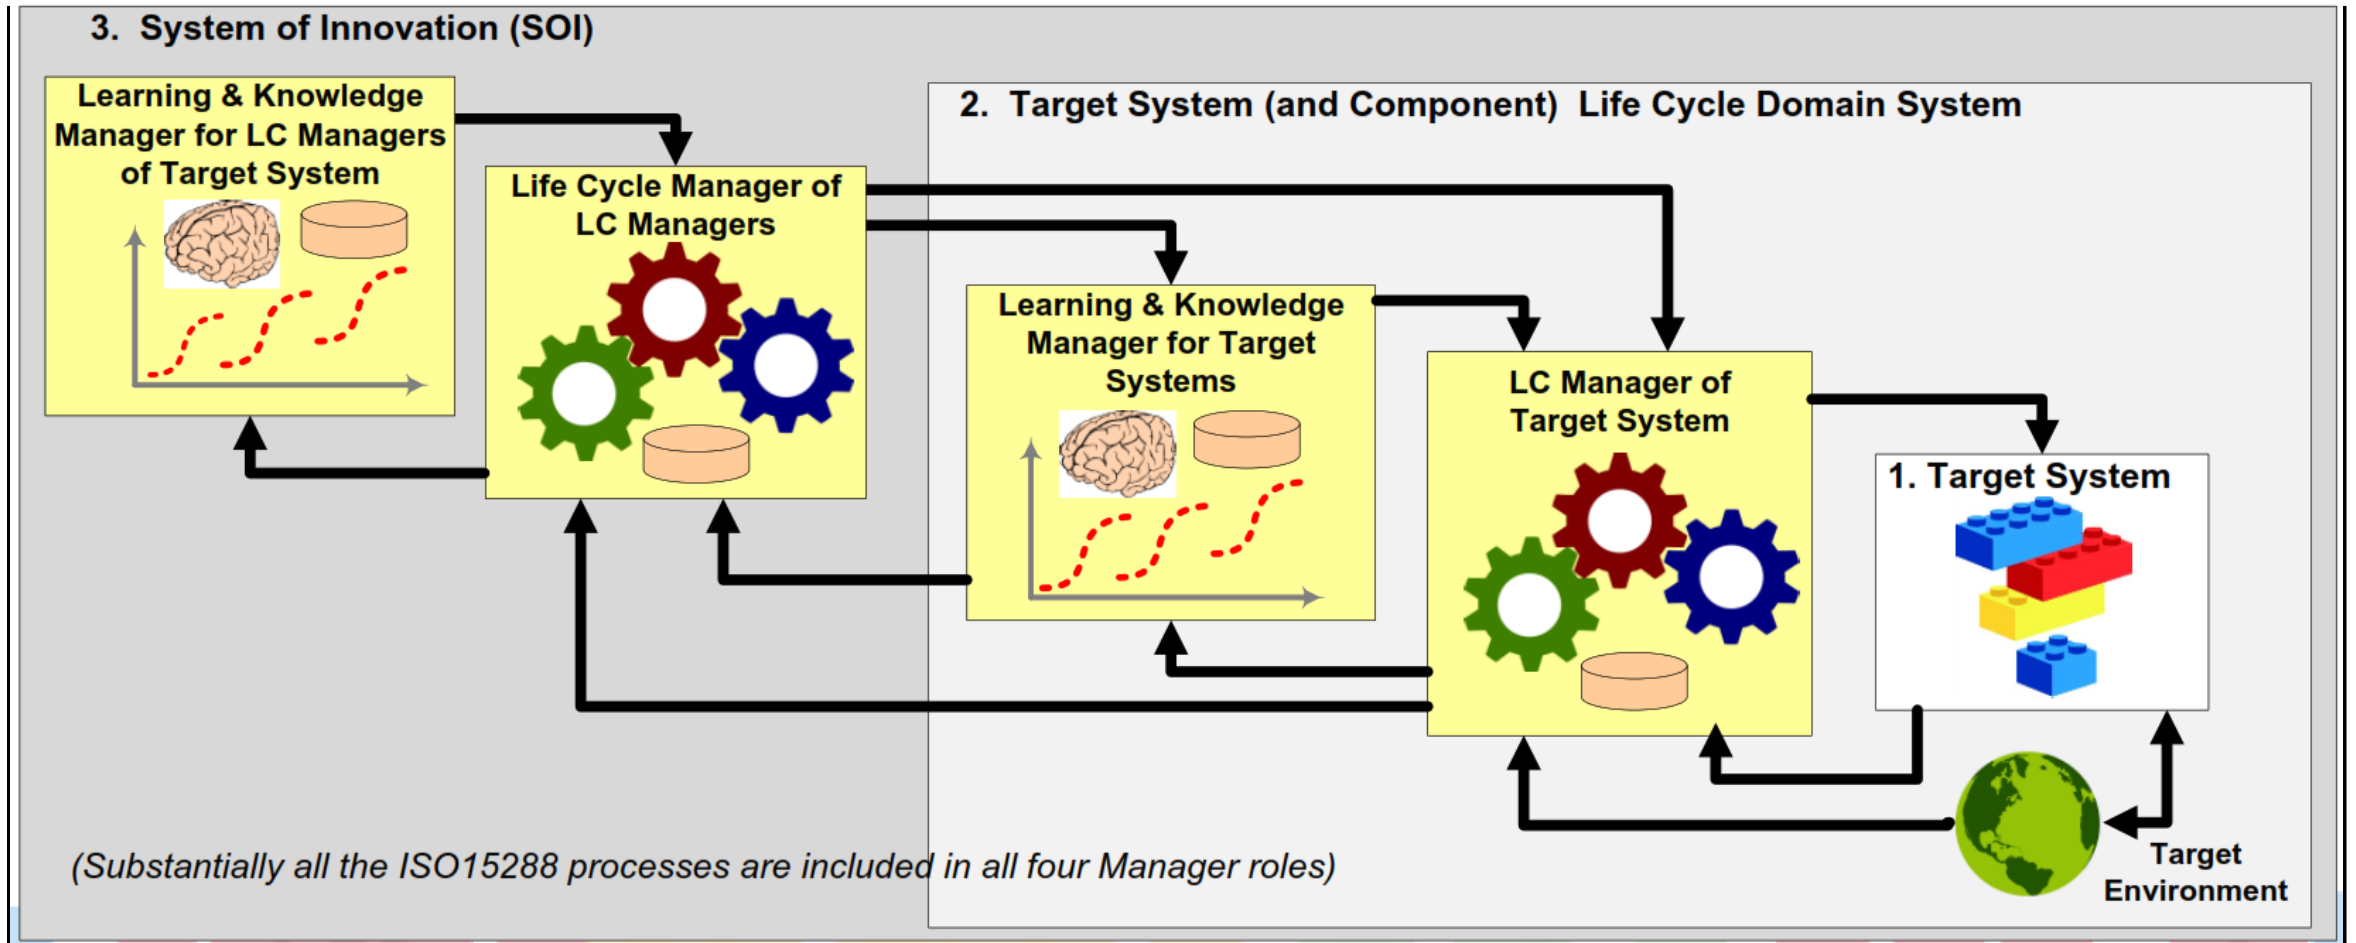 3.  System of Innovation (SOI)
Learning & Knowledge
Manager for LC Managers
of Target System
2.  Target System (and Component)  Life Cycle Domain System
Life Cycle Manager of
LC Managers
Learning & Knowledge
Manager for Target
Systems
LC Manager of
Target System
1. Target System
(Substantially all the ISO15288 processes are included in all four Manager roles)
Target
Environment